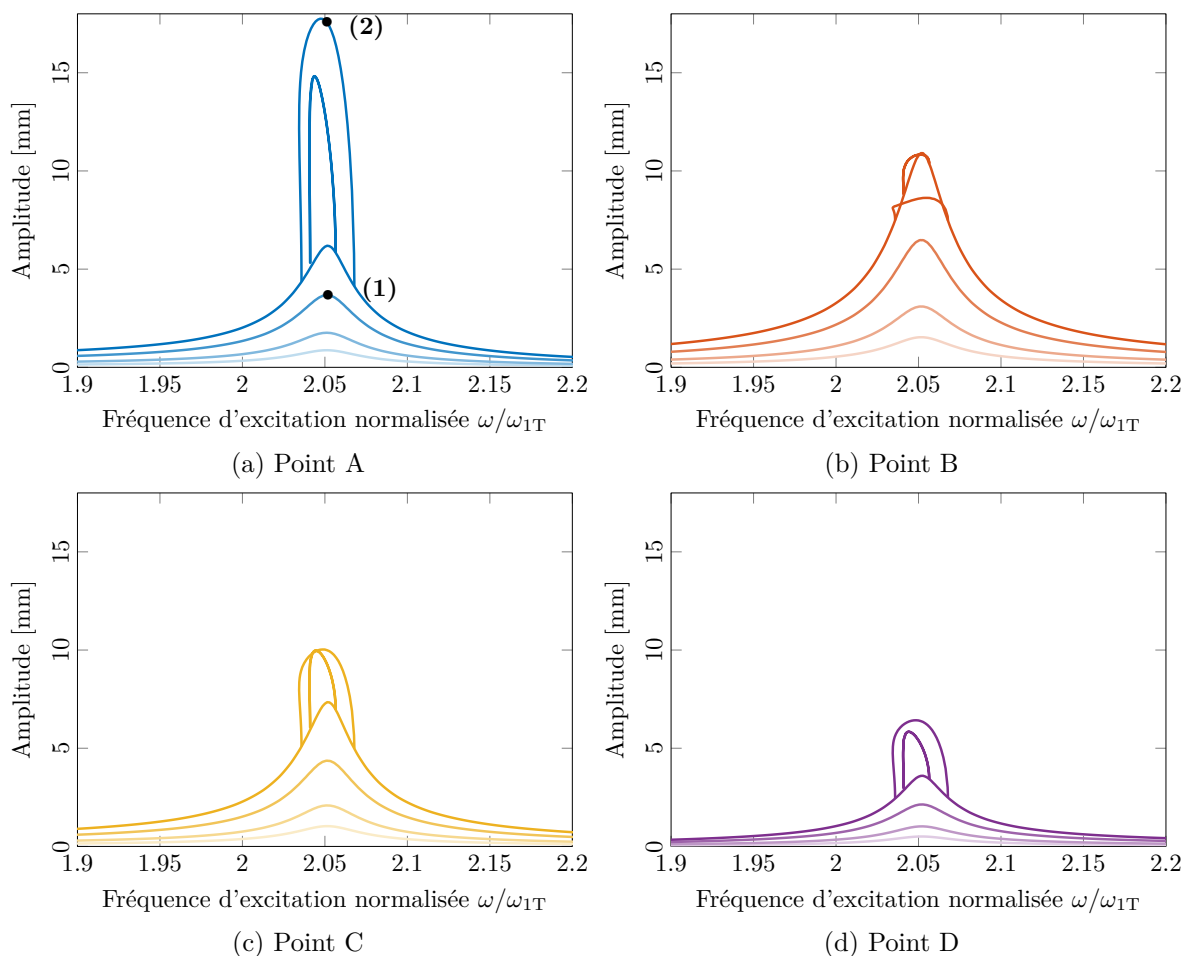 Amplitude [mm]
15
10
5
0
(2)
(1)
1.9 1.95 2 2.05 2.1 2.15 2.2
Fréquence d'excitation normalisée ω/ω1T
(a) Point A
Amplitude [mm]
15
10
5
0
1.9 1.95 2 2.05 2.1 2.15 2.2
Fréquence d'excitation normalisée ω/ω1T
(b) Point B
Amplitude [mm]
15
10
5
0
1.9 1.95 2 2.05 2.1 2.15 2.2
Fréquence d'excitation normalisée ω/ω1T
(c) Point C
Amplitude [mm]
15
10
5
0
1.9 1.95 2 2.05 2.1 2.15 2.2
Fréquence d'excitation normalisée ω/ω1T
(d) Point D